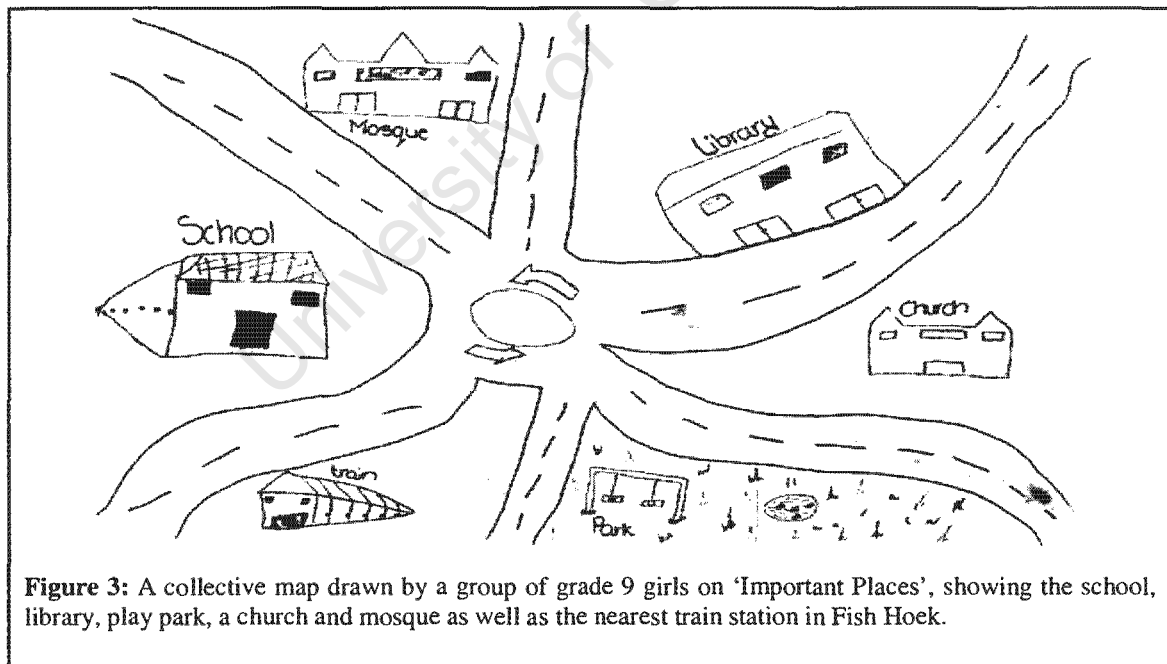 Mosque
Library
School
Church
train
Park
University of
Figure 3: A collective map drawn by a group of grade 9 girls on 'Important Places', showing the school,
library, play park, a church and mosque as well as the nearest train station in Fish Hoek.